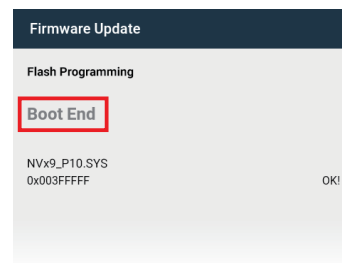 Firmware Update
Flash Programming
Boot End
NVx9_P10.SYS
0x003FFFFF OK!